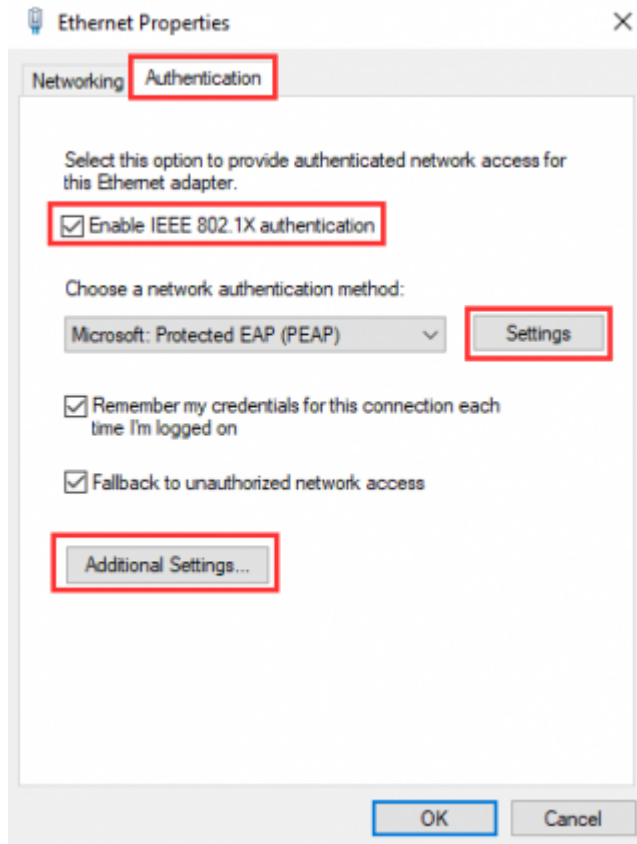 Ethernet Properties
Networking Authentication
Select this option to provide authenticated network access for
this Ethernet adapter.
Enable IEEE 802.1X authentication
Choose a network authentication method:
Microsoft: Protected EAP (PEAP) Settings
Remember my credentials for this connection each
time I'm logged on
Fallback to unauthorized network access
Additional Settings...
OK Cancel